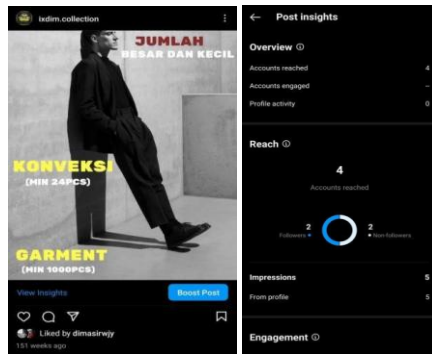 ixdim.collection
JUMLAH
BESAR DAN KECIL
KONVEKSI
(MIN 24PCS)
GARMENT
(MIN 1000PCS)
View Insights
Boost Post
Liked by dimasirwjy
151 weeks ago
Post insights
Overview
Accounts reached 4
Accounts engaged --
Profile activity 0
Reach
4
Accounts reached
2 2
Followers Non-followers
Impressions 5
From profile 5
Engagement